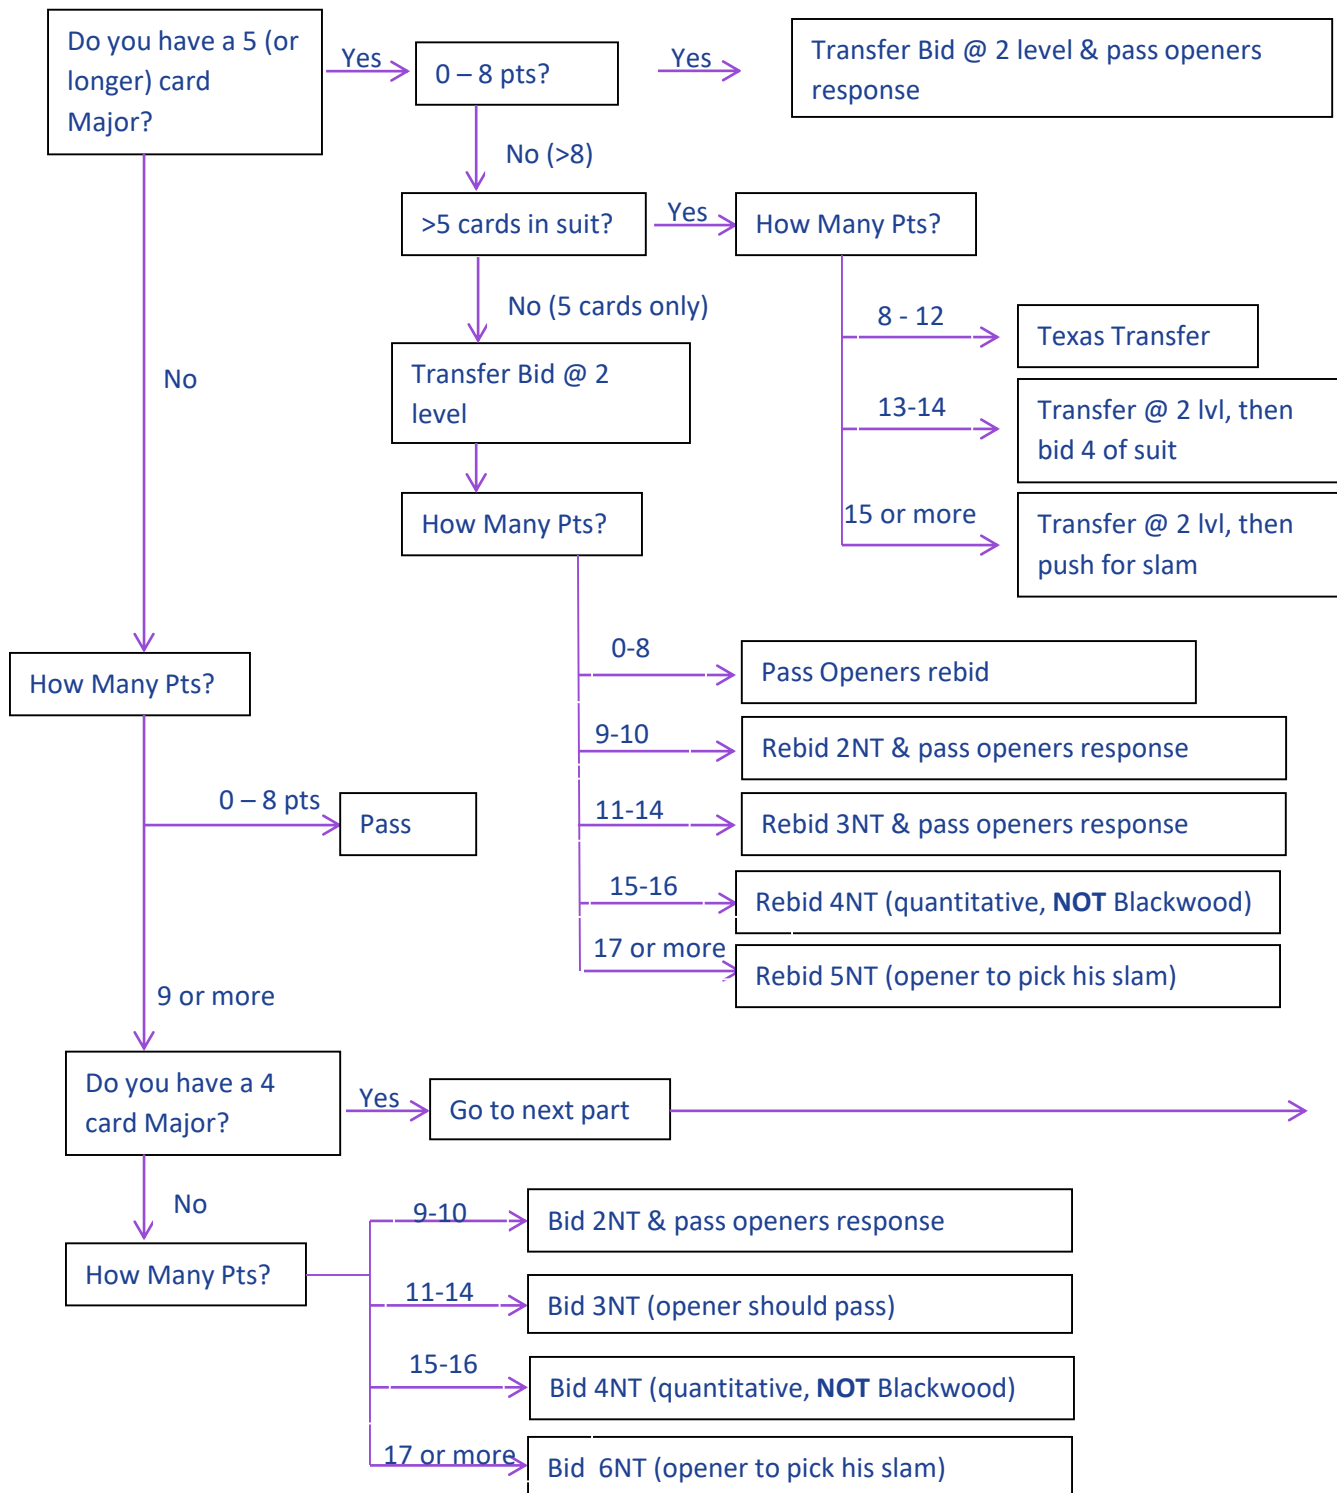 Do you have a 5 (or
longer) card
Major?
Yes
0 – 8 pts?
Yes
Transfer Bid @ 2 level & pass openers
response
No (>8)
>5 cards in suit?
Yes
How Many Pts?
No (5 cards only)
8 - 12
Texas Transfer
No
Transfer Bid @ 2
level
13-14
Transfer @ 2 lvl, then
bid 4 of suit
How Many Pts?
15 or more
Transfer @ 2 lvl, then
push for slam
0-8
Pass Openers rebid
How Many Pts?
9-10
Rebid 2NT & pass openers response
0 – 8 pts
Pass
11-14
Rebid 3NT & pass openers response
15-16
Rebid 4NT (quantitative, NOT Blackwood)
17 or more
Rebid 5NT (opener to pick his slam)
9 or more
Do you have a 4
card Major?
Yes
Go to next part
No
How Many Pts?
9-10
Bid 2NT & pass openers response
11-14
Bid 3NT (opener should pass)
15-16
Bid 4NT (quantitative, NOT Blackwood)
17 or more
Bid  6NT (opener to pick his slam)